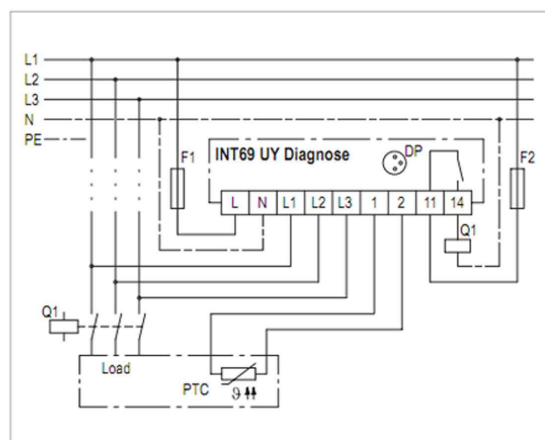 L1
L2
L3
N
PE
F1
INT69 UY Diagnose
DP
F2
L N L1 L2 L3 1 2 11 14
Q1
Q1
Load
PTC
ϑ